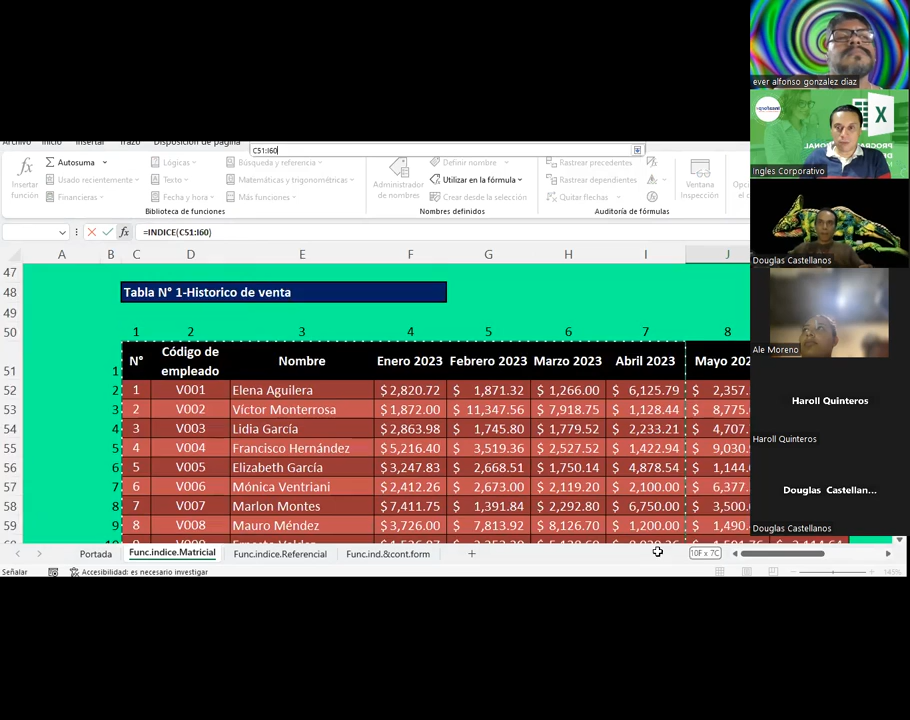 Archivo Inicio Insertar Trazo Disposición de página
C51:I60
fx
Insertar función
Autosuma
Usado recientemente
Financieras
Lógicas
Texto
Fecha y hora
Búsqueda y referencia
Matemáticas y trigonométricas
Más funciones
Biblioteca de funciones
Administrador de nombres
Definir nombre
Utilizar en la fórmula
Crear desde la selección
Nombres definidos
Rastrear precedentes
Rastrear dependientes
Quitar flechas
Auditoría de fórmulas
Ventana Inspección
fx =INDICE(C51:I60)
A B C D E F G H I J
47
48 Tabla N° 1-Historico de venta
49
50 1 2 3 4 5 6 7 8
51 1 N° Código de empleado Nombre Enero 2023 Febrero 2023 Marzo 2023 Abril 2023 Mayo 202
52 2 1 V001 Elena Aguilera $ 2,820.72 $ 1,871.32 $ 1,266.00 $ 6,125.79 $ 2,357.
53 3 2 V002 Víctor Monterrosa $ 1,872.00 $ 11,347.56 $ 7,918.75 $ 1,128.44 $ 8,775.
54 4 3 V003 Lidia García $ 2,863.98 $ 1,745.80 $ 1,779.52 $ 2,233.21 $ 4,707.
55 5 4 V004 Francisco Hernández $ 5,216.40 $ 3,519.36 $ 2,527.52 $ 1,422.94 $ 9,030.
56 6 5 V005 Elizabeth García $ 3,247.83 $ 2,668.51 $ 1,750.14 $ 4,878.54 $ 1,144.
57 7 6 V006 Mónica Ventriani $ 2,412.26 $ 2,673.00 $ 2,119.20 $ 2,100.00 $ 6,377.
58 8 7 V007 Marlon Montes $ 7,411.75 $ 1,391.84 $ 2,292.80 $ 6,750.00 $ 3,500.
59 9 8 V008 Mauro Méndez $ 3,726.00 $ 7,813.92 $ 8,126.70 $ 1,200.00 $ 1,490.
Portada Func.indice.Matricial Func.indice.Referencial Func.ind.&cont.form +
10F x 7C
Señalar Accesibilidad: es necesario investigar
145%
ever alfonso gonzalez diaz
Ingles Corporativo
Douglas Castellanos
Ale Moreno
Haroll Quinteros
Haroll Quinteros
Douglas Castellan...
Douglas Castellanos